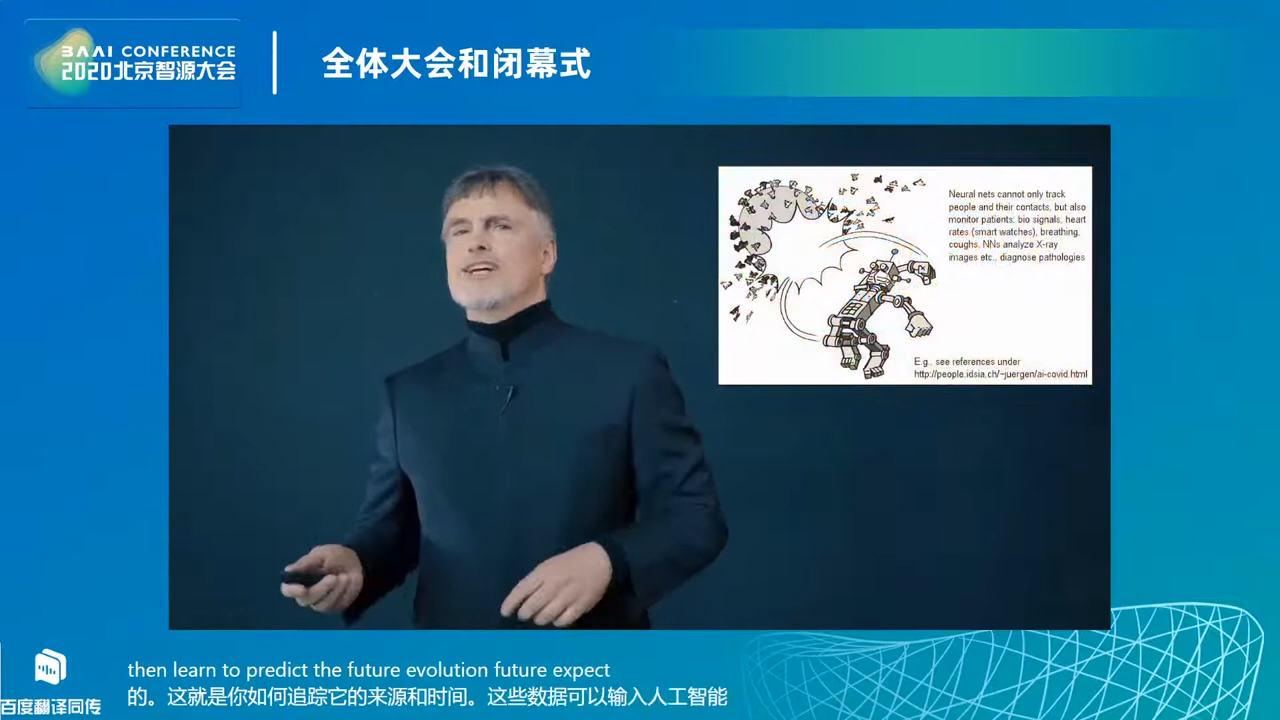 BAAI CONFERENCE
2020北京智源大会
全体大会和闭幕式
Neural nets cannot only track
people and their contacts, but also
monitor patients: bio signals, heart
rates (smart watches), breathing,
coughs. NNs analyze X-ray
images etc., diagnose pathologies
E.g., see references under
http://people.idsia.ch/~juergen/ai-covid.html
then learn to predict the future evolution future expect
的。这就是你如何追踪它的来源和时间。这些数据可以输入人工智能
百度翻译同传